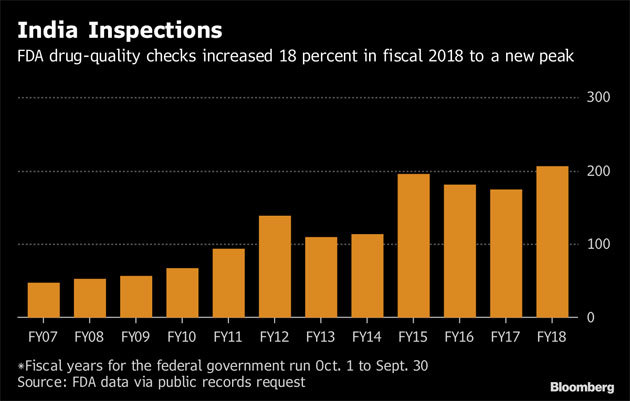 India Inspections
FDA drug-quality checks increased 18 percent in fiscal 2018 to a new peak
300
200
100
0
FY07 FY08 FY09 FY10 FY11 FY12 FY13 FY14 FY15 FY16 FY17 FY18
*Fiscal years for the federal government run Oct. 1 to Sept. 30
Source: FDA data via public records request
Bloomberg